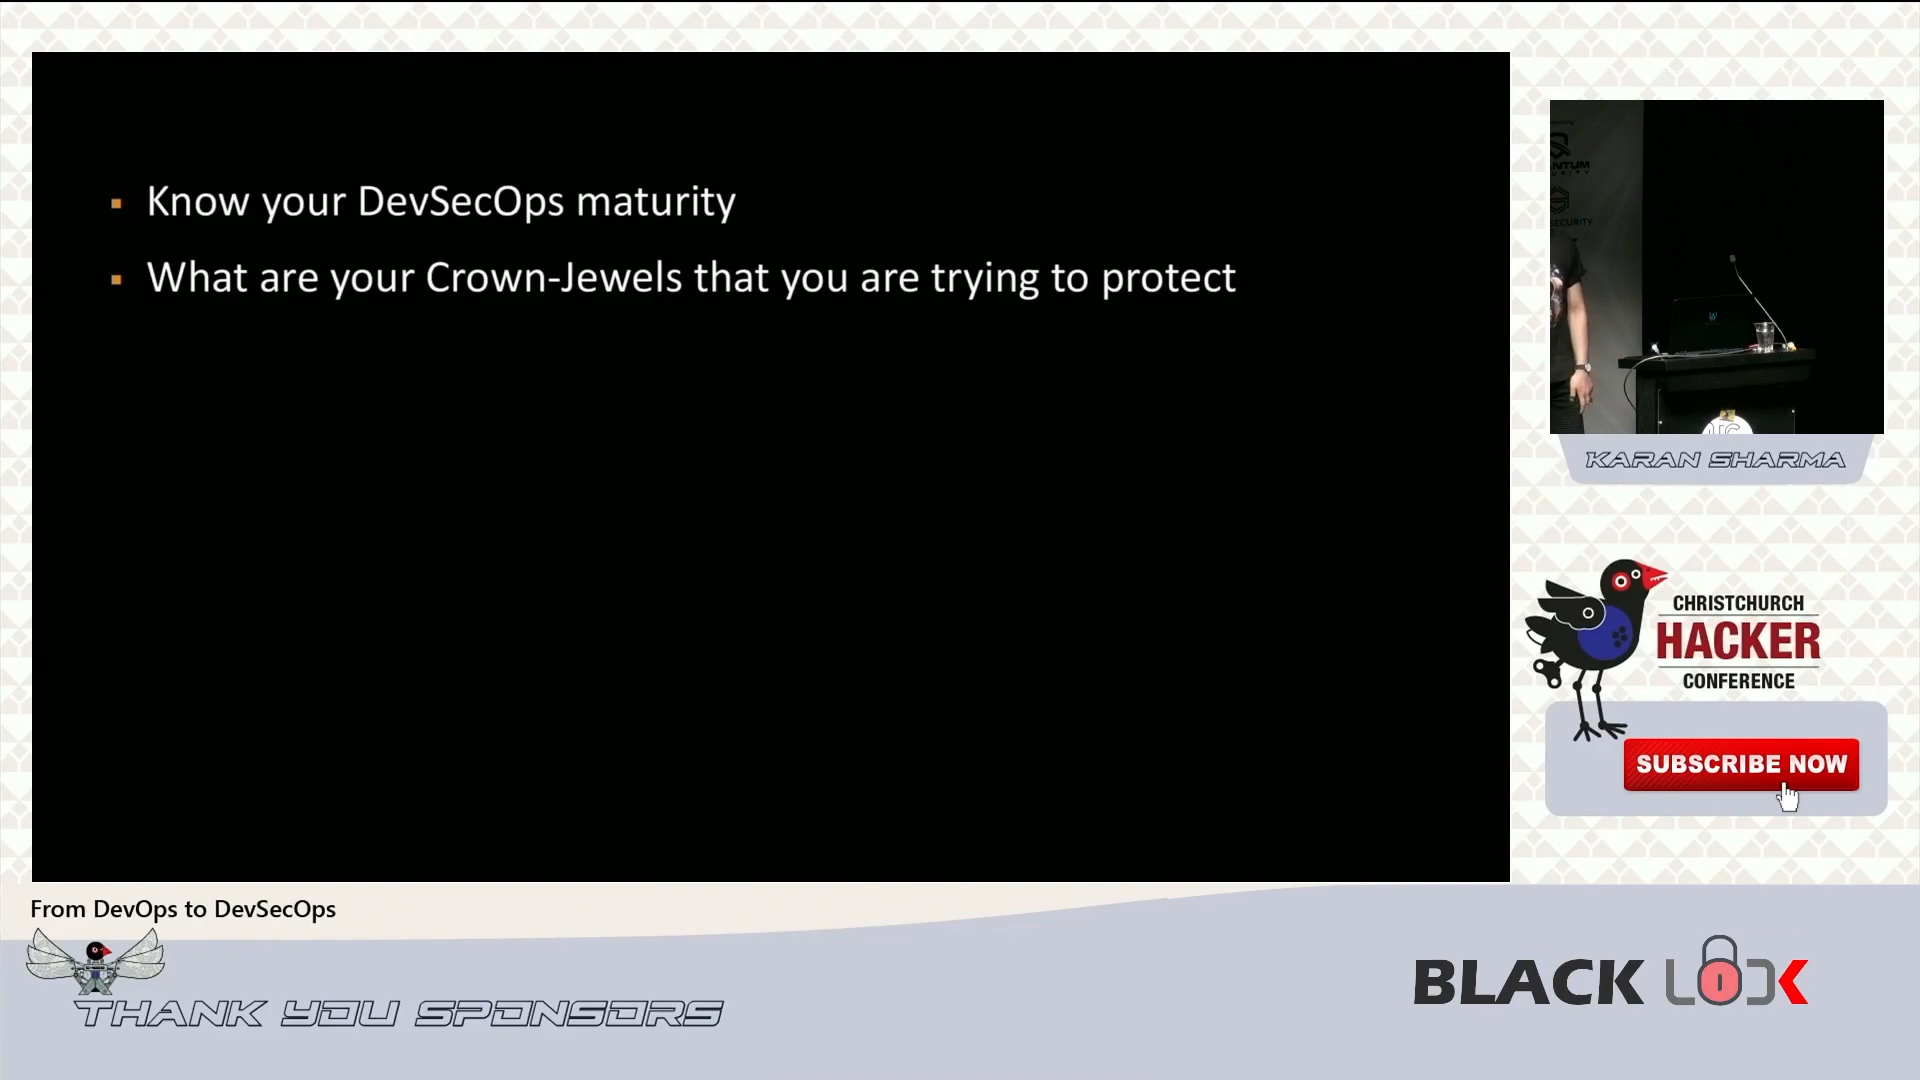 Know your DevSecOps maturity
What are your Crown-Jewels that you are trying to protect
SECURITY
KARAN SHARMA
CHRISTCHURCH
HACKER
CONFERENCE
SUBSCRIBE NOW
From DevOps to DevSecOps
THANK YOU SPONSORS
BLACK LOCK